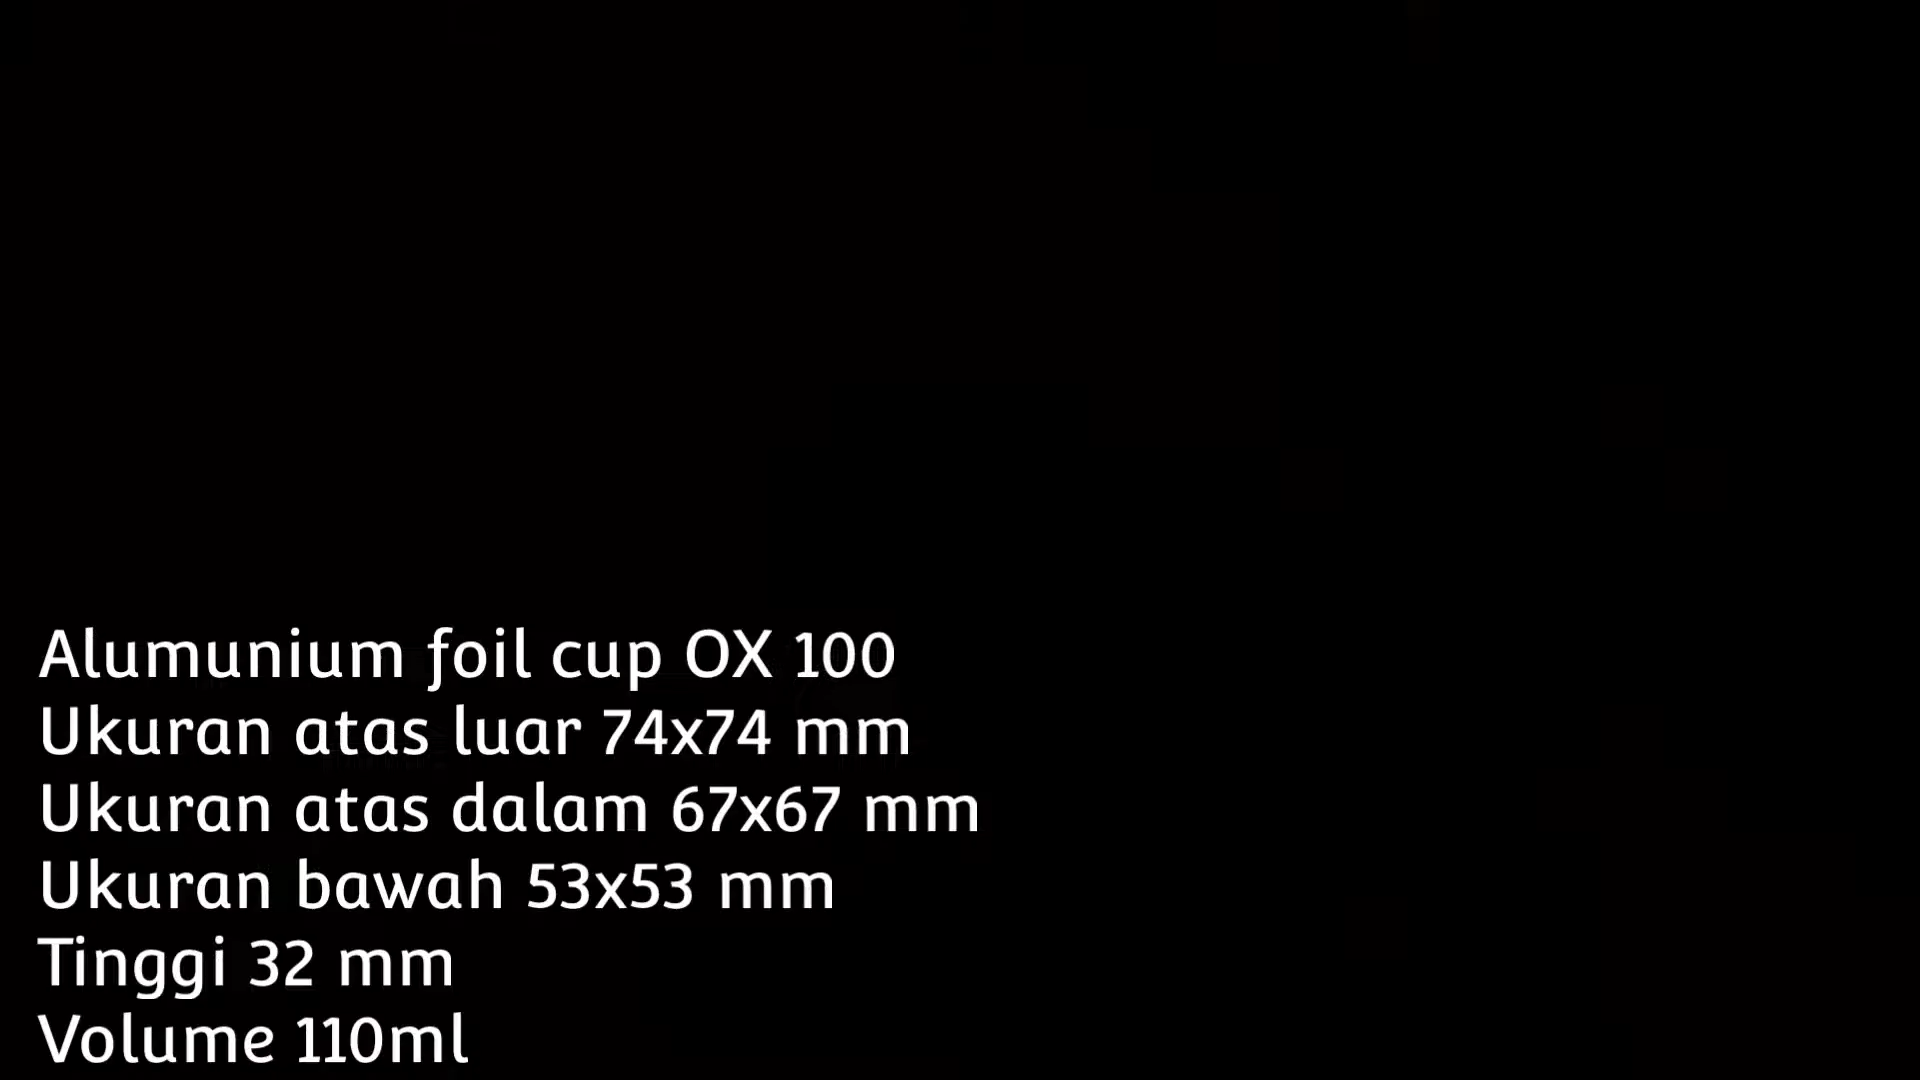 Alumunium foil cup OX 100
Ukuran atas luar 74x74 mm
Ukuran atas dalam 67x67 mm
Ukuran bawah 53x53 mm
Tinggi 32 mm
Volume 110ml